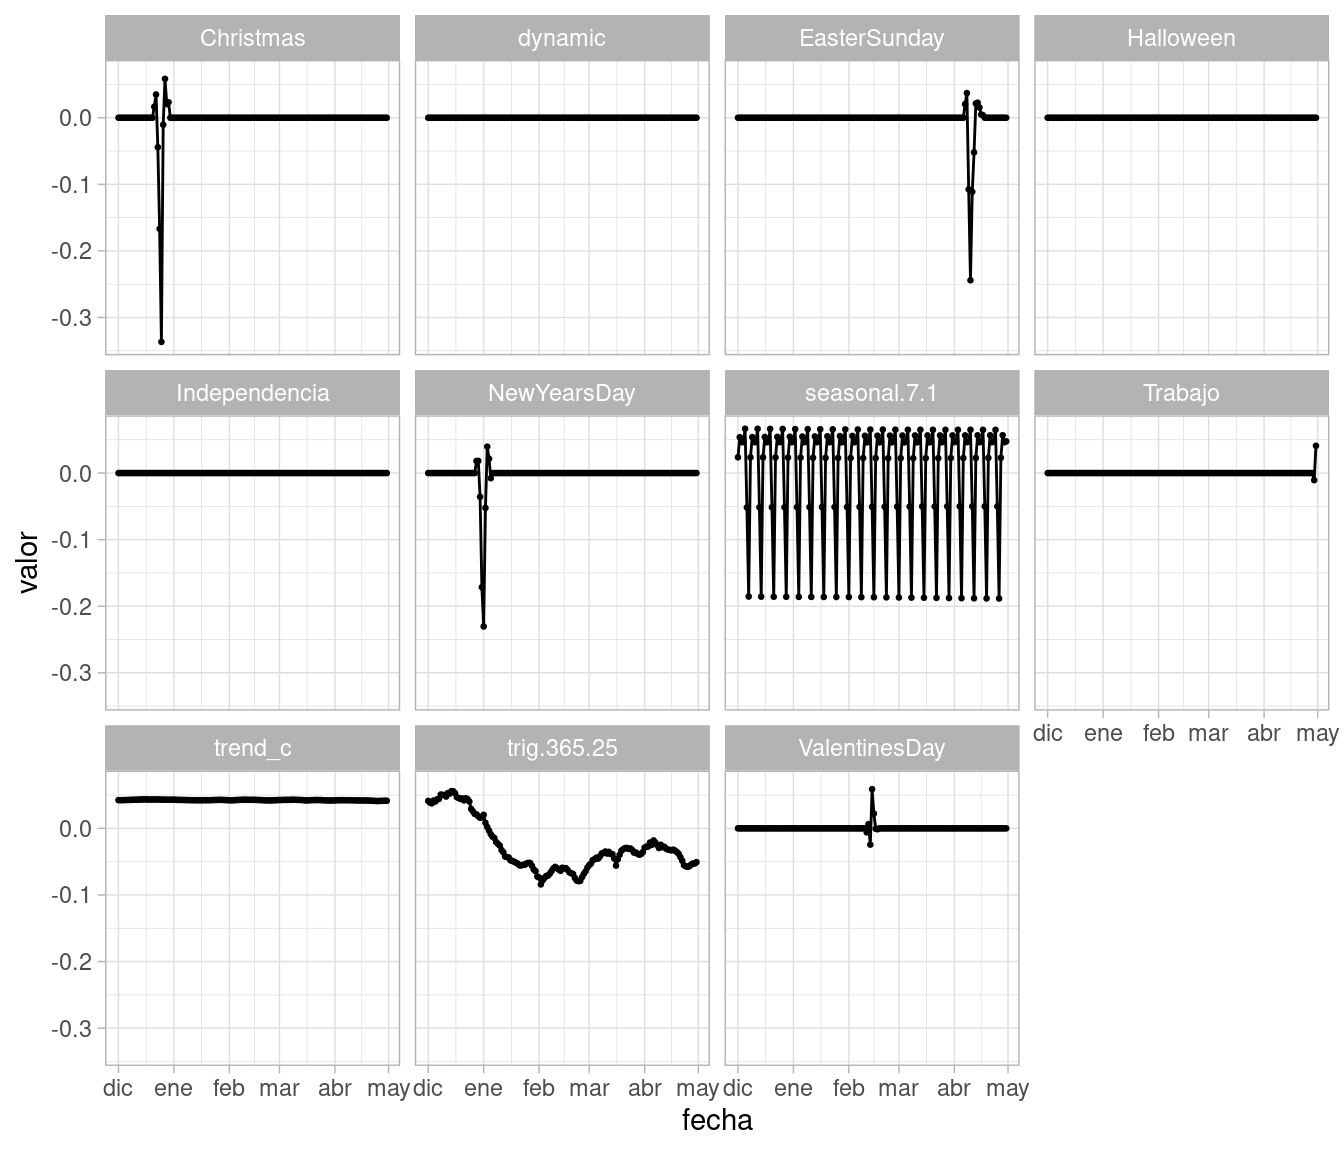 Christmas dynamic EasterSunday Halloween
0.0
-0.1
-0.2
-0.3
Independencia NewYearsDay seasonal.7.1 Trabajo
0.0
-0.1
-0.2
-0.3
dic ene feb mar abr may
trend_c trig.365.25 ValentinesDay
0.0
-0.1
-0.2
-0.3
dic ene feb mar abr may dic ene feb mar abr may dic ene feb mar abr may
fecha
valor